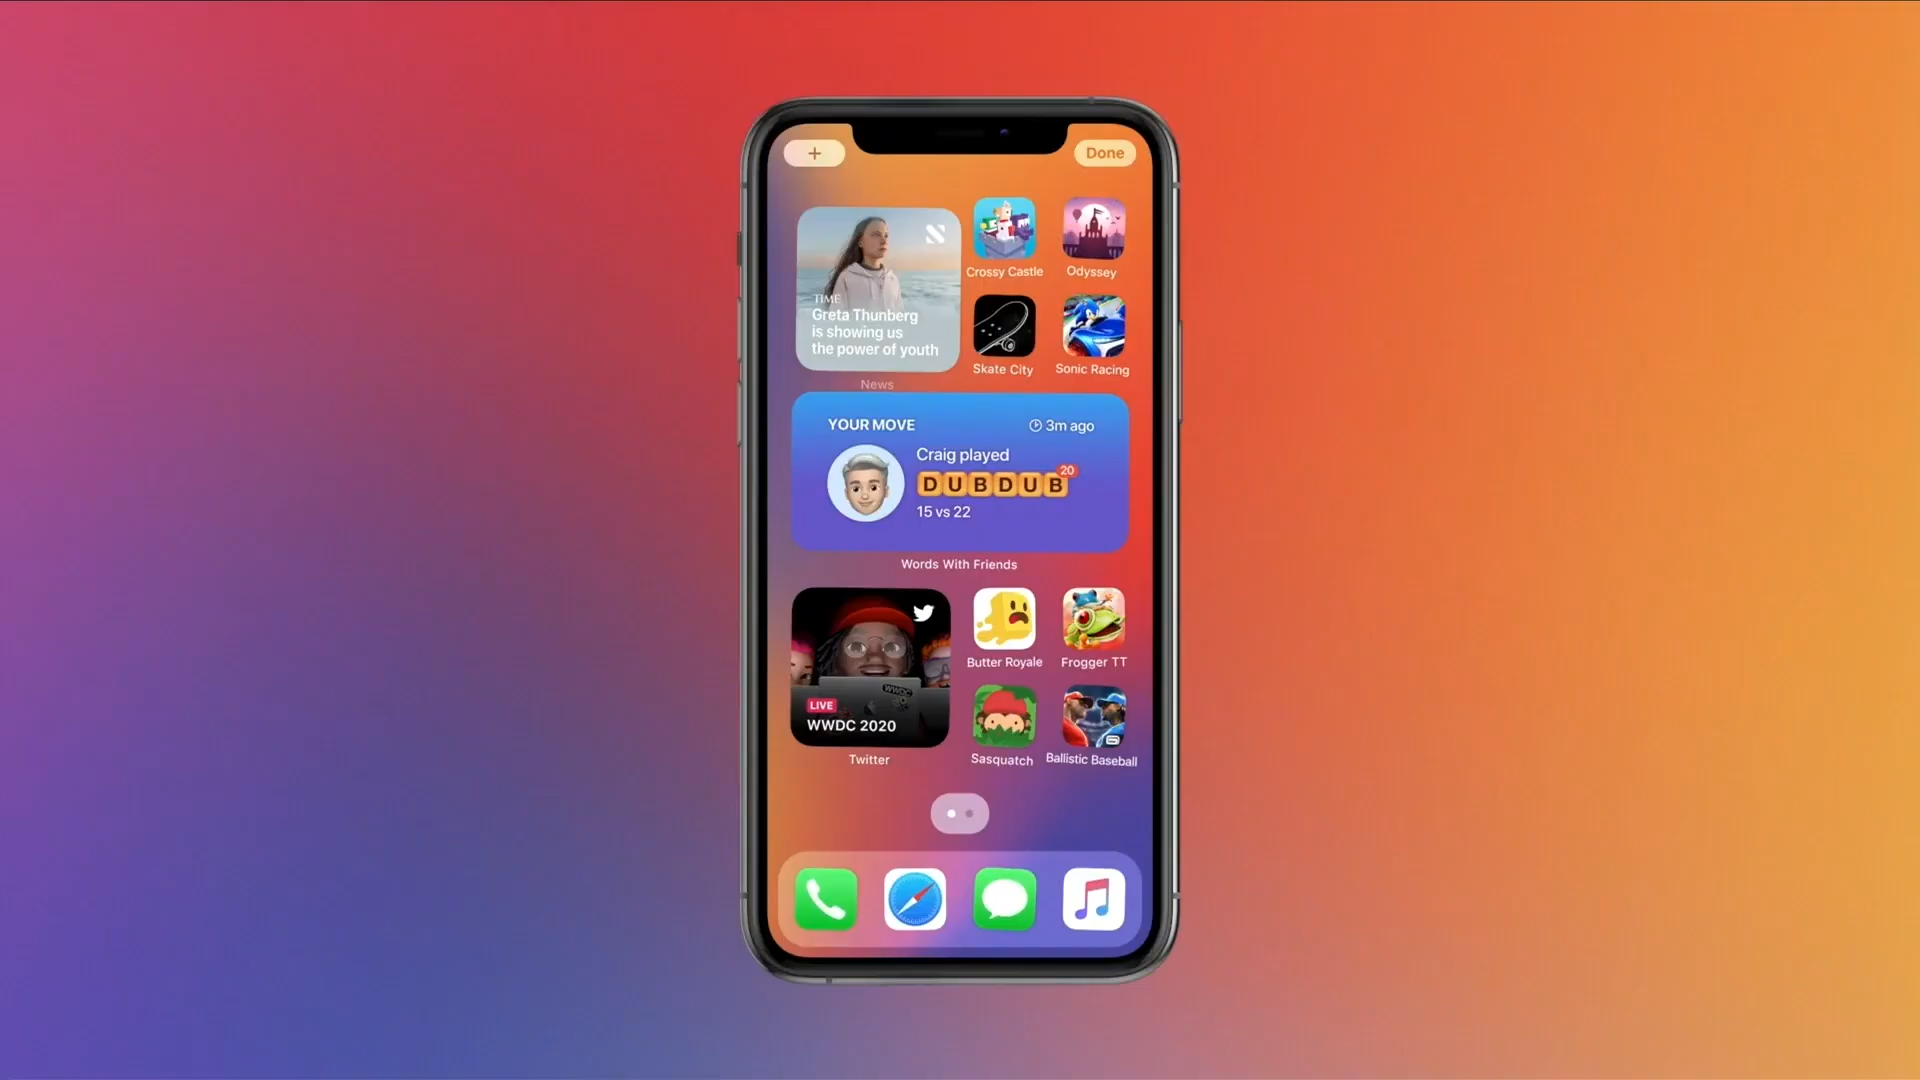 +
Done
TIME
Greta Thunberg
is showing us
the power of youth
News
Crossy Castle
Odyssey
Skate City
Sonic Racing
YOUR MOVE
3m ago
Craig played
DUBDUB
20
15 vs 22
Words With Friends
WWDC
LIVE
WWDC 2020
Twitter
Butter Royale
Frogger TT
Sasquatch
Ballistic Baseball